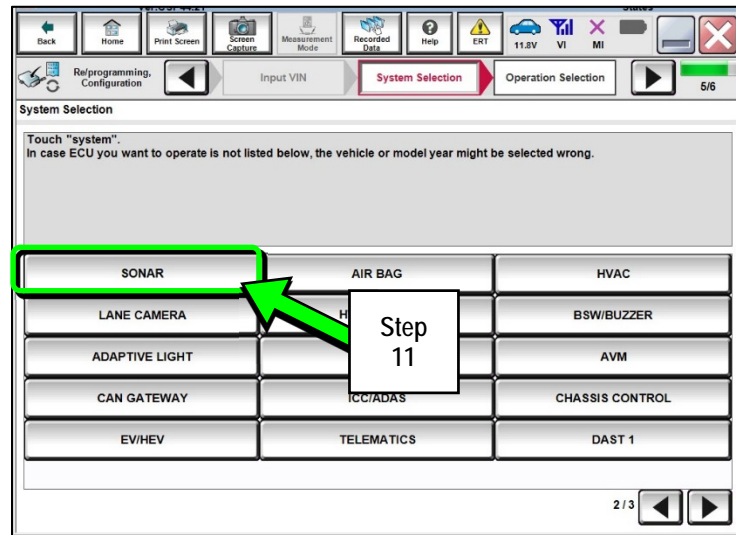 Back
Home
Print Screen
Screen Capture
Measurement Mode
Recorded Data
Help
ERT
11.8V
VI
MI
Re/programming, Configuration
Input VIN
System Selection
Operation Selection
5/6
System Selection
Touch "system".
In case ECU you want to operate is not listed below, the vehicle or model year might be selected wrong.
SONAR
AIR BAG
HVAC
LANE CAMERA
H
BSW/BUZZER
Step
11
ADAPTIVE LIGHT
AVM
CAN GATEWAY
ICC/ADAS
CHASSIS CONTROL
EV/HEV
TELEMATICS
DAST 1
2/3